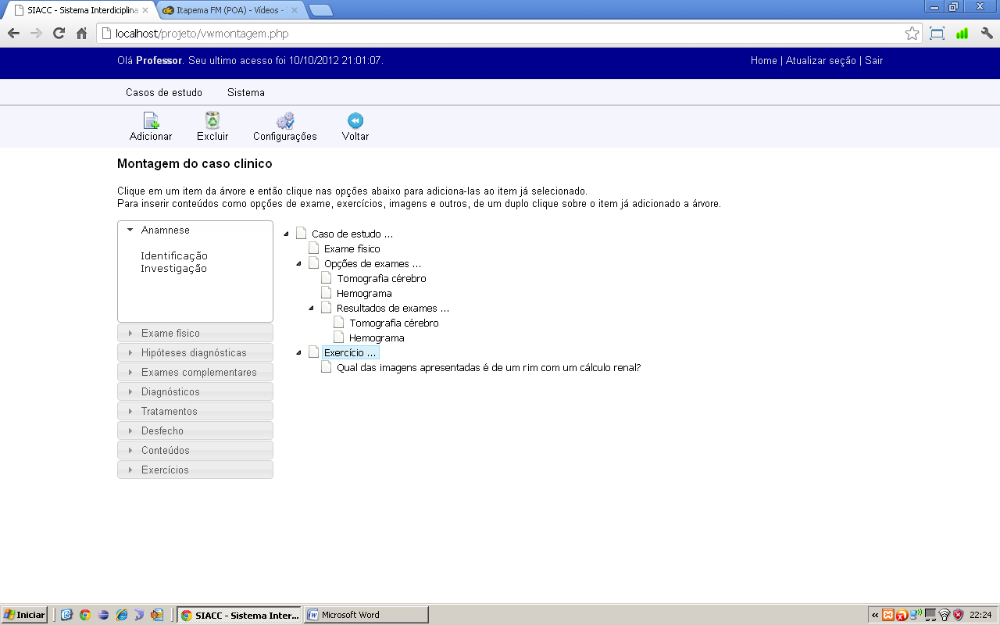 SIACC - Sistema Interdiciplina
Itapema FM (POA) - Vídeos -
localhost/projeto/vwmontagem.php
Olá Professor. Seu ultimo acesso foi 10/10/2012 21:01:07.
Home | Atualizar seção | Sair
Casos de estudo Sistema
Adicionar Excluir Configurações Voltar
Montagem do caso clínico
Clique em um item da árvore e então clique nas opções abaixo para adiciona-las ao item já selecionado.
Para inserir conteúdos como opções de exame, exercícios, imagens e outros, de um duplo clique sobre o item já adicionado a árvore.
Anamnese
Identificação
Investigação
Exame físico
Hipóteses diagnósticas
Exames complementares
Diagnósticos
Tratamentos
Desfecho
Conteúdos
Exercícios
Caso de estudo ...
Exame físico
Opções de exames ...
Tomografia cérebro
Hemograma
Resultados de exames ...
Tomografia cérebro
Hemograma
Exercício ...
Qual das imagens apresentadas é de um rim com um cálculo renal?
Iniciar
SIACC - Sistema Inter...
Microsoft Word
22:24